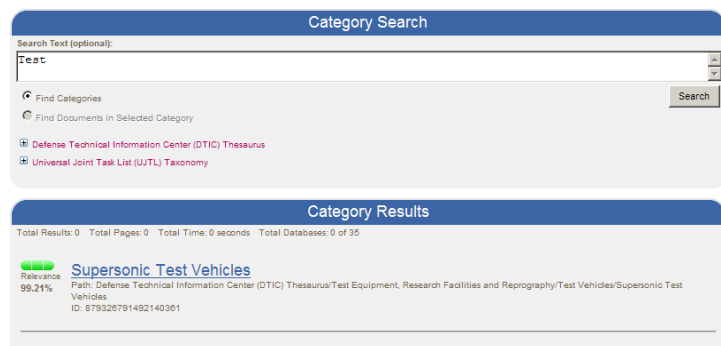 Category Search
Search Text (optional):
Test
Find Categories
Search
Find Documents in Selected Category
Defense Technical Information Center (DTIC) Thesaurus
Universal Joint Task List (UJTL) Taxonomy
Category Results
Total Results: 0 Total Pages: 0 Total Time: 0 seconds Total Databases: 0 of 35
Supersonic Test Vehicles
Relevance
99.21%
Path: Defense Technical Information Center (DTIC) Thesaurus/Test Equipment, Research Facilities and Reprography/Test Vehicles/Supersonic Test
Vehicles
ID: 879326791492140361